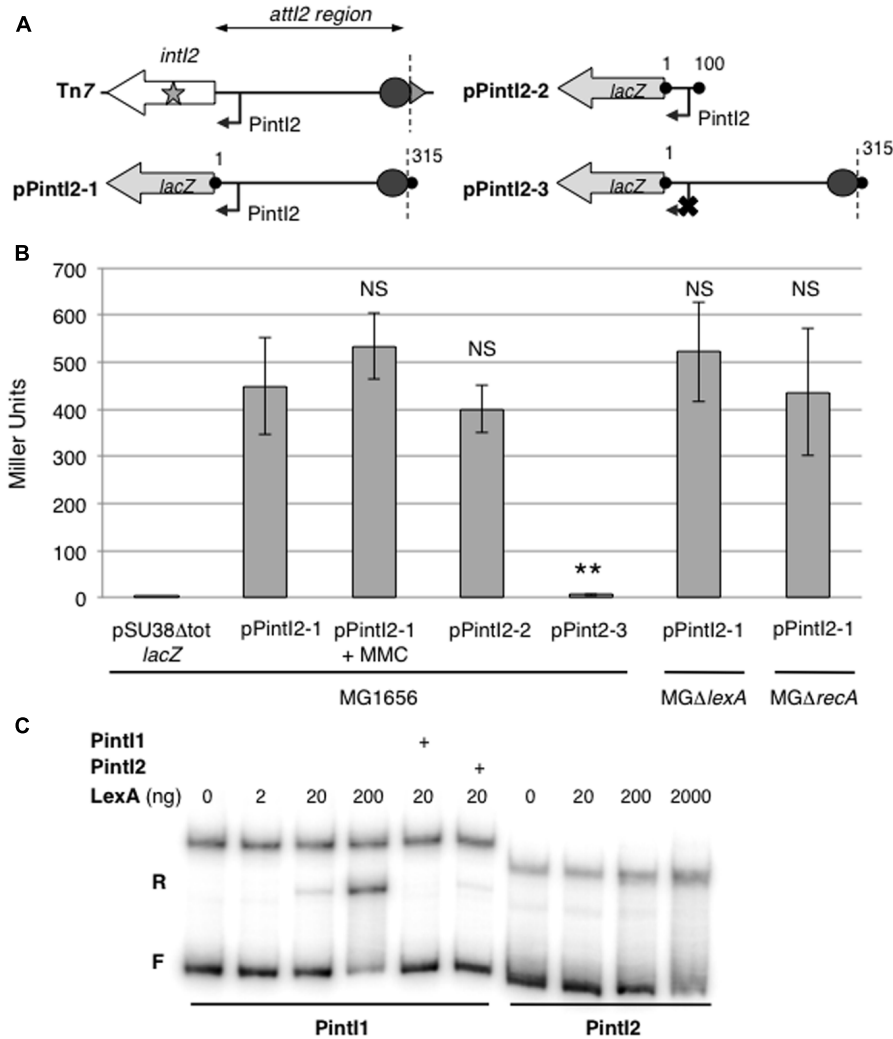 A
attI2 region
intI2
Tn7
PintI2
pPintI2-2
lacZ
1
100
PintI2
pPintI2-1
lacZ
1
315
PintI2
pPintI2-3
lacZ
1
315
B
Miller Units
700
600
500
400
300
200
100
0
NS
NS
**
NS
NS
pSU38Δtot lacZ
pPintI2-1
pPintI2-1 + MMC
pPintI2-2
pPint2-3
pPintI2-1
pPintI2-1
MG1656
MGΔlexA
MGΔrecA
C
PintI1 +
PintI2 +
LexA (ng) 0 2 20 200 20 20 0 20 200 2000
R
F
PintI1
PintI2